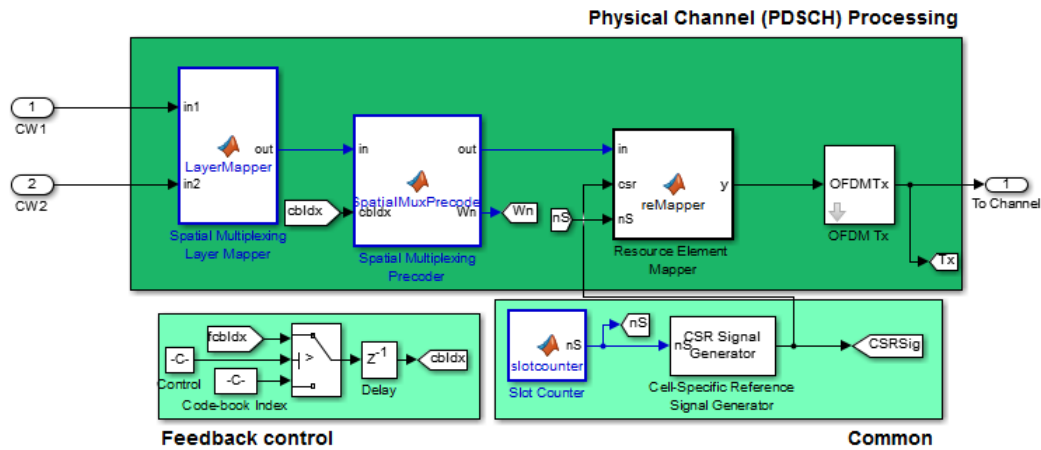 Physical Channel (PDSCH) Processing
1
CW1
2
CW2
in1
in2
out
LayerMapper
Spatial Multiplexing
Layer Mapper
cbIdx
in
cbIdx
out
Wn
SpatialMuxPrecode
Spatial Multiplexing
Precoder
Wn
nS
in
csr
nS
y
reMapper
Resource Element
Mapper
OFDMTx
OFDM Tx
1
To Channel
Tx
fcbIdx
-C-
Control
-C-
Code-book Index
>
z-1
Delay
cbIdx
Feedback control
nS
slotcounter
Slot Counter
nS
nS
CSR Signal
Generator
Cell-Specific Reference
Signal Generator
CSRSig
Common